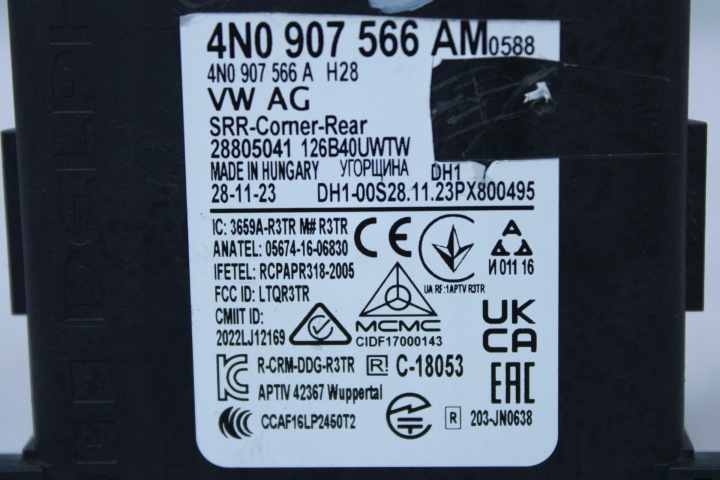 4N0 907 566 AM0588
4N0 907 566 A H28
VW AG
SRR-Corner-Rear
28805041 126B40UWTW
MADE IN HUNGARY УГОРЩИНА DH1
28-11-23 DH1-00S28.11.23PX800495
IC: 3659A-R3TR M# R3TR
ANATEL: 05674-16-06830
IFETEL: RCPAPR318-2005
FCC ID: LTQR3TR
CMIIT ID:
2022LJ12169
CE
UA RF:1APTV R3TR
A
И 011 16
MCMC
CIDF17000143
UK
CA
R-CRM-DDG-R3TR R! C-18053
APTIV 42367 Wuppertal
EAC
CCAF16LP2450T2
R 203-JN0638
DELPHI